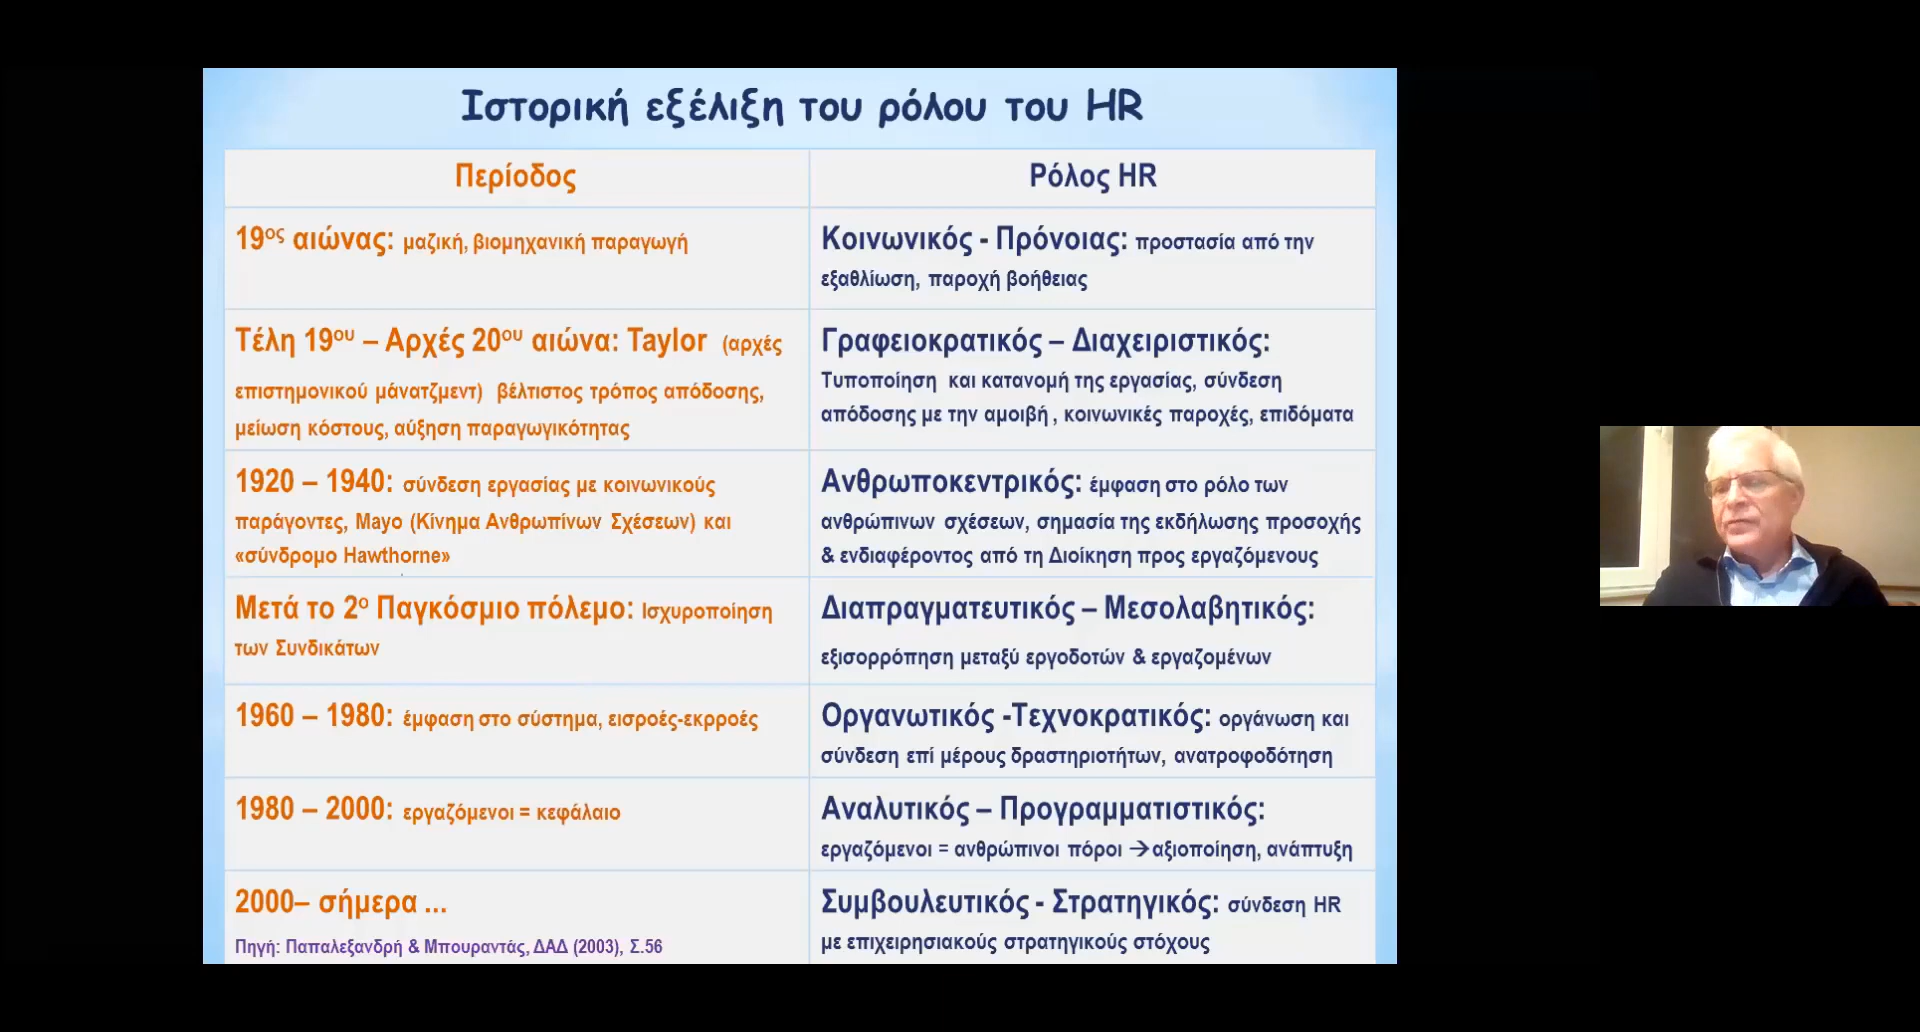 Ιστορική εξέλιξη του ρόλου του HR
Περίοδος
Ρόλος HR
19ος αιώνας: μαζική, βιομηχανική παραγωγή
Κοινωνικός - Πρόνοιας: προστασία από την
εξαθλίωση, παροχή βοήθειας
Τέλη 19ου – Αρχές 20ου αιώνα: Taylor (αρχές
επιστημονικού μάνατζμεντ) βέλτιστος τρόπος απόδοσης,
μείωση κόστους, αύξηση παραγωγικότητας
Γραφειοκρατικός – Διαχειριστικός:
Τυποποίηση και κατανομή της εργασίας, σύνδεση
απόδοσης με την αμοιβή , κοινωνικές παροχές, επιδόματα
1920 – 1940: σύνδεση εργασίας με κοινωνικούς
παράγοντες, Mayo (Κίνημα Ανθρωπίνων Σχέσεων) και
«σύνδρομο Hawthorne»
Ανθρωποκεντρικός: έμφαση στο ρόλο των
ανθρώπινων σχέσεων, σημασία της εκδήλωσης προσοχής
& ενδιαφέροντος από τη Διοίκηση προς εργαζόμενους
Μετά το 2ο Παγκόσμιο πόλεμο: Ισχυροποίηση
των Συνδικάτων
Διαπραγματευτικός – Μεσολαβητικός:
εξισορρόπηση μεταξύ εργοδοτών & εργαζομένων
1960 – 1980: έμφαση στο σύστημα, εισροές-εκρροές
Οργανωτικός -Τεχνοκρατικός: οργάνωση και
σύνδεση επί μέρους δραστηριοτήτων, ανατροφοδότηση
1980 – 2000: εργαζόμενοι = κεφάλαιο
Αναλυτικός – Προγραμματιστικός:
εργαζόμενοι = ανθρώπινοι πόροι →αξιοποίηση, ανάπτυξη
2000– σήμερα ...
Πηγή: Παπαλεξανδρή & Μπουραντάς, ΔΑΔ (2003), Σ.56
Συμβουλευτικός - Στρατηγικός: σύνδεση HR
με επιχειρησιακούς στρατηγικούς στόχους